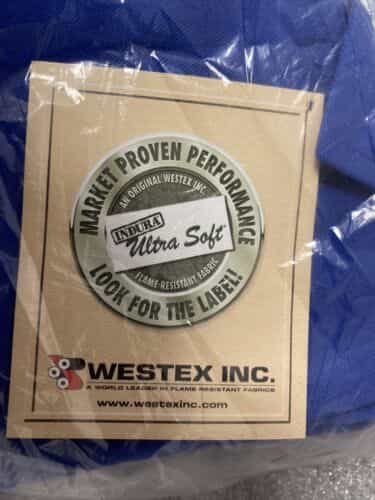 MARKET PROVEN PERFORMANCE
AN ORIGINAL WESTEX INC.
INDURA
Ultra Soft
FLAME-RESISTANT FABRIC
LOOK FOR THE LABEL!
WESTEX INC.
A WORLD LEADER IN FLAME RESISTANT FABRICS
www.westexinc.com